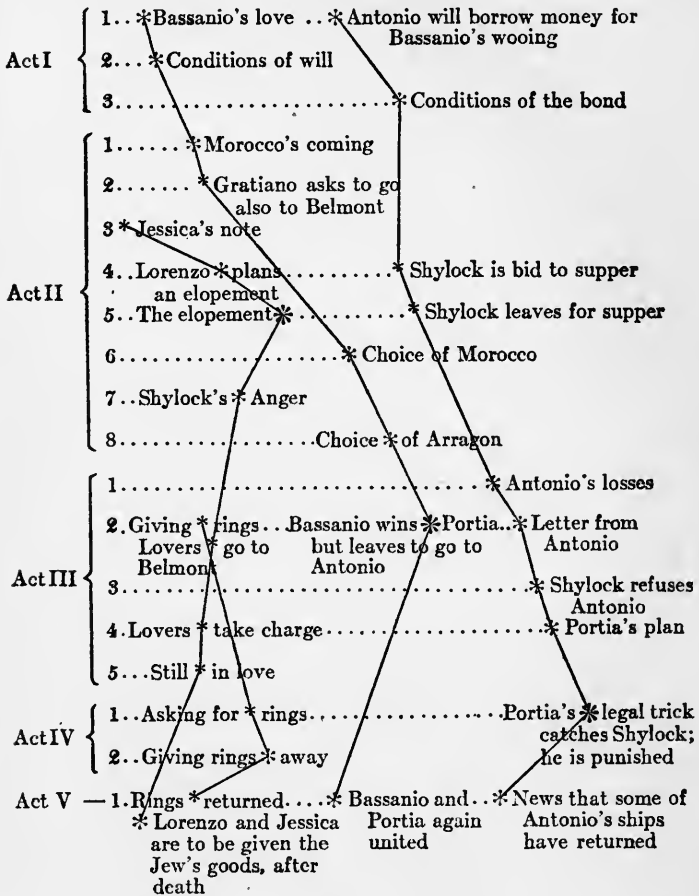 1..*Bassanio's love ..*Antonio will borrow money for
Bassanio's wooing
Act I
2...*Conditions of will
3..............................*Conditions of the bond
1......*Morocco's coming
2.......*Gratiano asks to go
also to Belmont
3*Jessica's note
Act II
4..Lorenzo*plans..........*Shylock is bid to supper
an elopement
5..The elopement*..........*Shylock leaves for supper
6...................*Choice of Morocco
7..Shylock's*Anger
8..................Choice*of Arragon
1.....................................*Antonio's losses
2.Giving*rings..Bassanio wins*Portia..*Letter from
Lovers*go to but leaves to go to Antonio
Belmont Antonio
Act III
3.........................................*Shylock refuses
Antonio
4.Lovers*take charge.................*Portia's plan
5...Still*in love
1..Asking for*rings..............Portia's*legal trick
catches Shylock;
Act IV
2..Giving rings*away he is punished
Act V — 1.Rings*returned....*Bassanio and ..*News that some of
*Lorenzo and Jessica Portia again Antonio's ships
are to be given the united have returned
Jew's goods, after
death